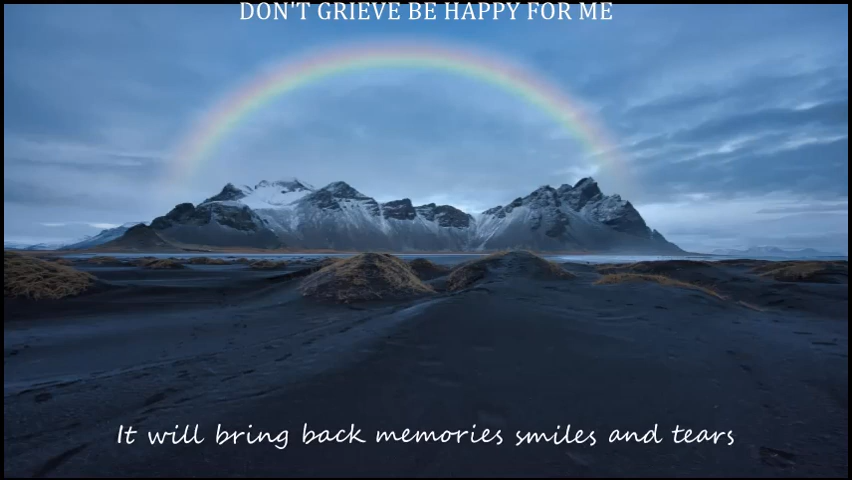 DON'T GRIEVE BE HAPPY FOR ME
It will bring back memories smiles and tears